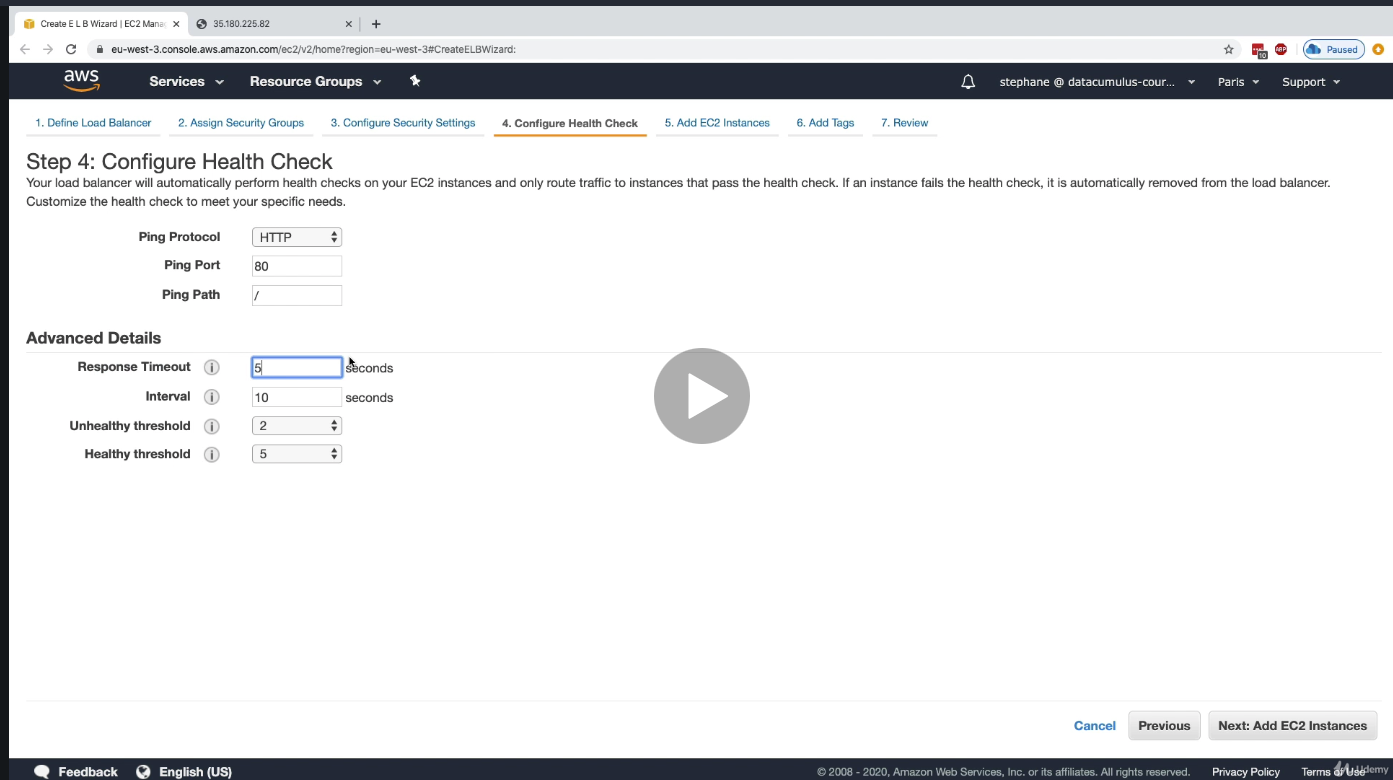 Create E L B Wizard | EC2 Mana
35.180.225.82
eu-west-3.console.aws.amazon.com/ec2/v2/home?region=eu-west-3#CreateELBWizard:
10
ABP
Paused
aws
Services
Resource Groups
stephane @ datacumulus-cour...
Paris
Support
1. Define Load Balancer
2. Assign Security Groups
3. Configure Security Settings
4. Configure Health Check
5. Add EC2 Instances
6. Add Tags
7. Review
Step 4: Configure Health Check
Your load balancer will automatically perform health checks on your EC2 instances and only route traffic to instances that pass the health check. If an instance fails the health check, it is automatically removed from the load balancer.
Customize the health check to meet your specific needs.
Ping Protocol HTTP
Ping Port 80
Ping Path /
Advanced Details
Response Timeout i 5 seconds
Interval i 10 seconds
Unhealthy threshold i 2
Healthy threshold i 5
Cancel Previous Next: Add EC2 Instances
Feedback English (US) © 2008 - 2020, Amazon Web Services, Inc. or its affiliates. All rights reserved. Privacy Policy Terms of Use
Udemy